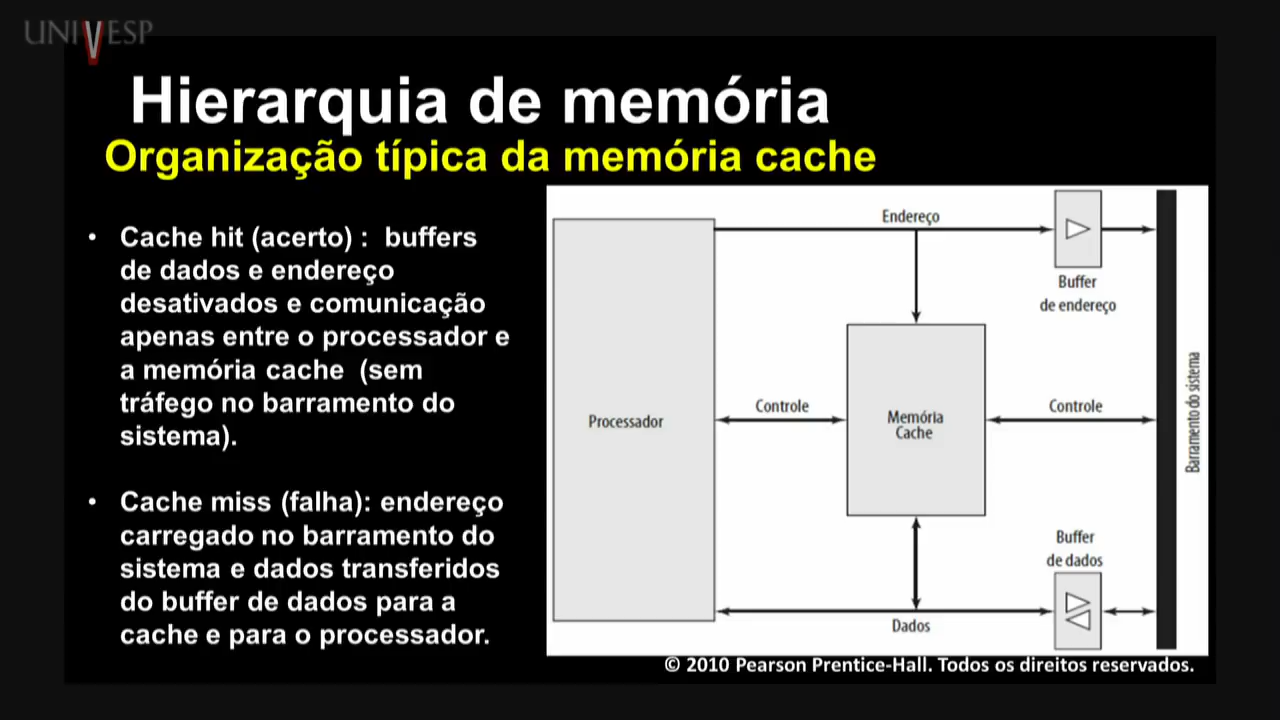 UNIVESP
Hierarquia de memória
Organização típica da memória cache
• Cache hit (acerto) : buffers
de dados e endereço
desativados e comunicação
apenas entre o processador e
a memória cache (sem
tráfego no barramento do
sistema).
• Cache miss (falha): endereço
carregado no barramento do
sistema e dados transferidos
do buffer de dados para a
cache e para o processador.
Endereço
Buffer
de endereço
Processador
Controle
Memória
Cache
Controle
Barramento do sistema
Buffer
de dados
Dados
© 2010 Pearson Prentice-Hall. Todos os direitos reservados.